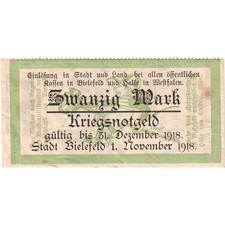 Einlösung in Stadt und Land bei allen öffentlichen
Kassen in Bielefeld und Halle in Westfalen.
Zwanzig Mark
Kriegsnotgeld
gültig bis 31. Dezember 1918.
Stadt Bielefeld 1. November 1918.